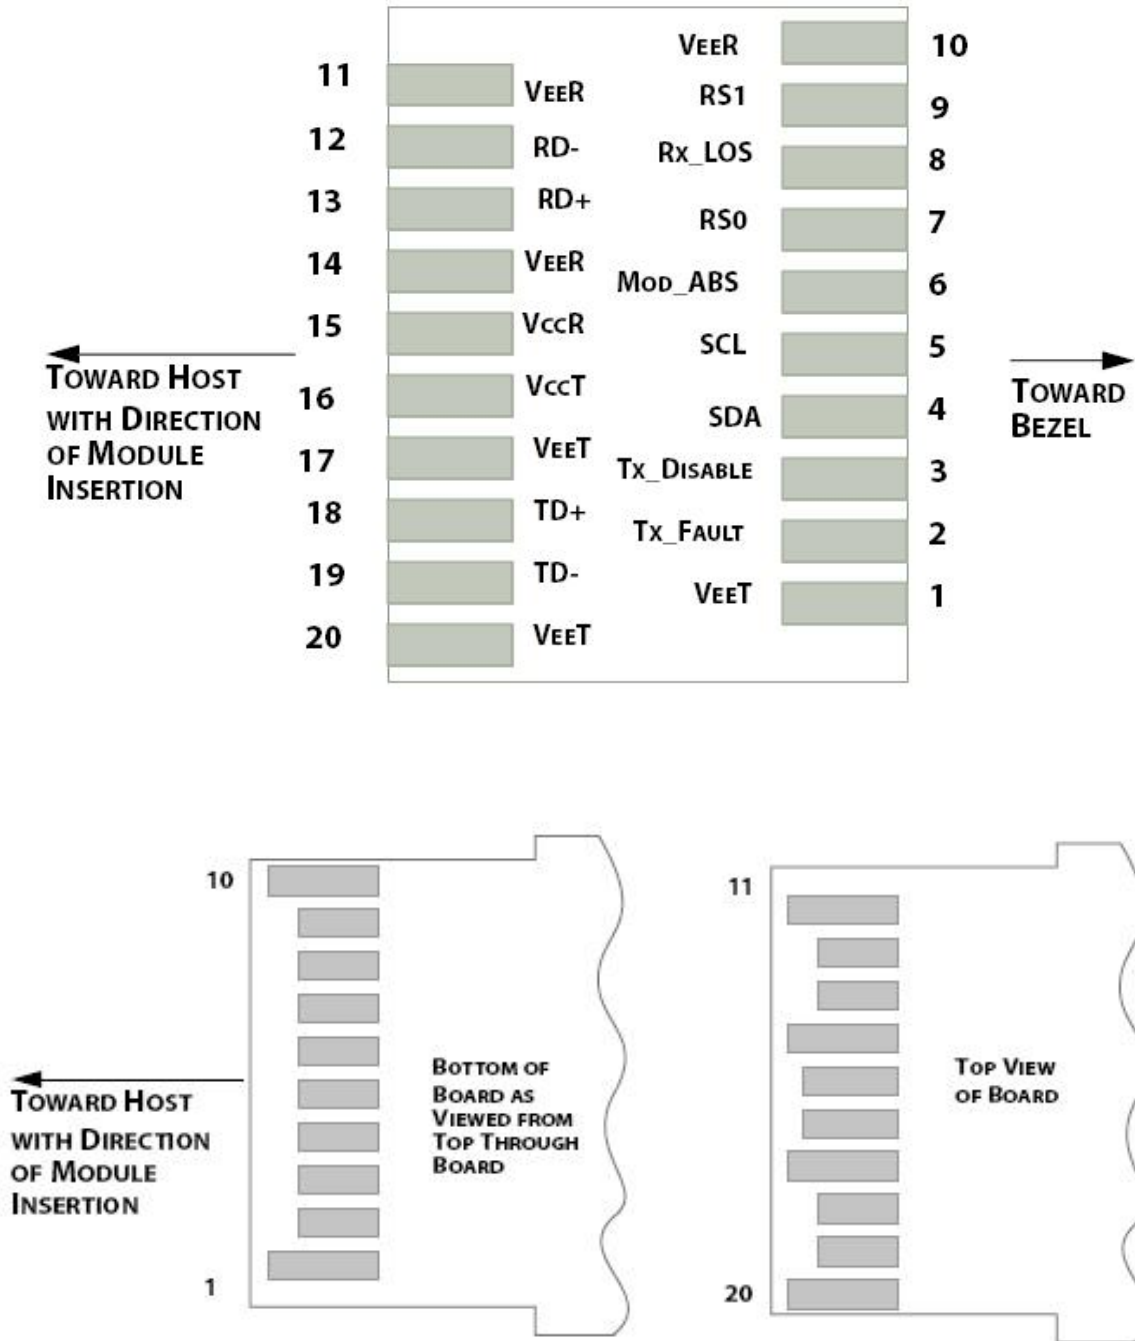 VEER 10
11 VEER RS1 9
12 RD- Rx_LOS 8
13 RD+ RS0 7
14 VEER MOD_ABS 6
15 VCCR SCL 5
TOWARD HOST
WITH DIRECTION
OF MODULE
INSERTION
TOWARD
BEZEL
16 VCCT SDA 4
17 VEET TX_DISABLE 3
18 TD+ TX_FAULT 2
19 TD- VEET 1
20 VEET
10
1
TOWARD HOST
WITH DIRECTION
OF MODULE
INSERTION
BOTTOM OF
BOARD AS
VIEWED FROM
TOP THROUGH
BOARD
11
20
TOP VIEW
OF BOARD